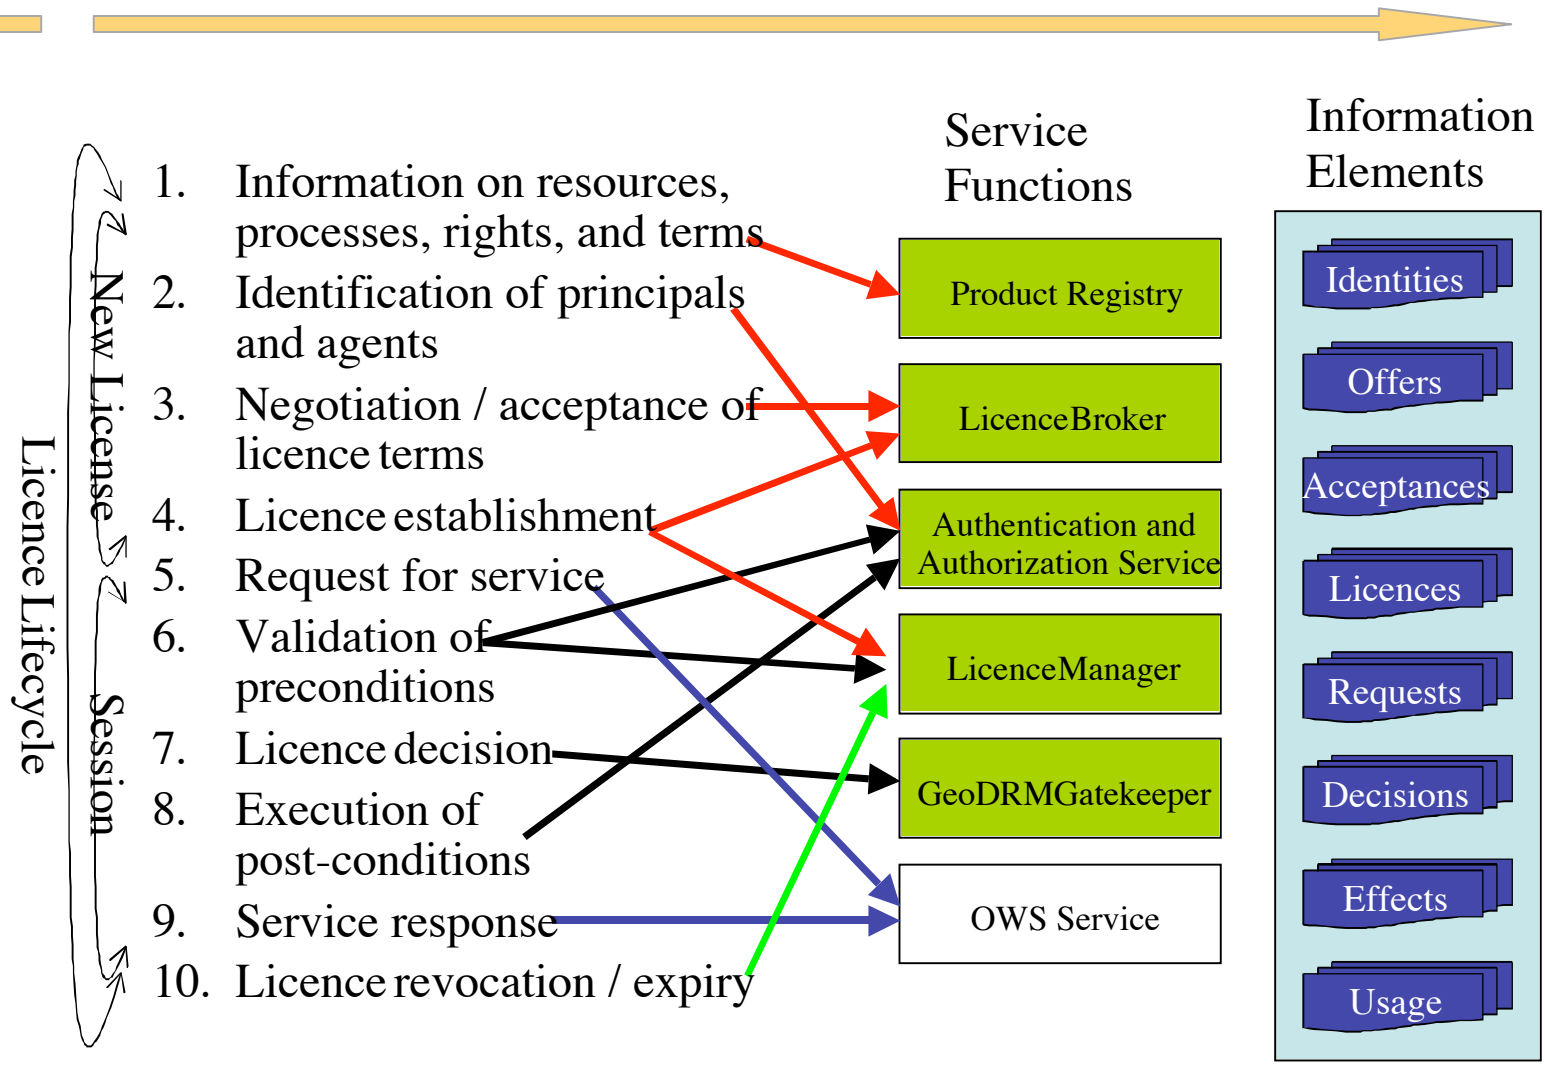 Licence Lifecycle
New License
Session
1. Information on resources,
processes, rights, and terms
2. Identification of principals
and agents
3. Negotiation / acceptance of
licence terms
4. Licence establishment
5. Request for service
6. Validation of
preconditions
7. Licence decision
8. Execution of
post-conditions
9. Service response
10. Licence revocation / expiry
Service
Functions
Product Registry
LicenceBroker
Authentication and
Authorization Service
LicenceManager
GeoDRMGatekeeper
OWS Service
Information
Elements
Identities
Offers
Acceptances
Licences
Requests
Decisions
Effects
Usage